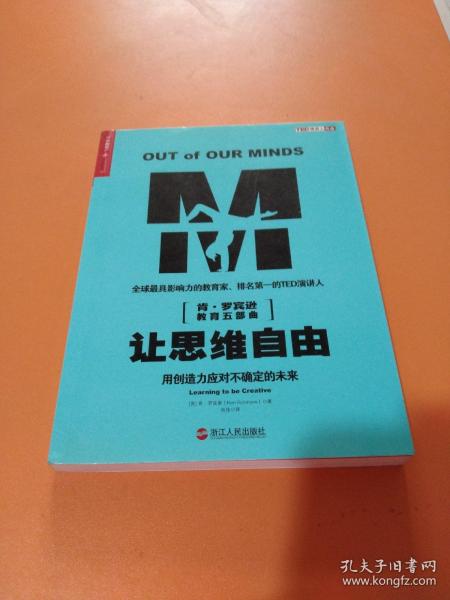 OUT of OUR MINDS
M
全球最具影响力的教育家、排名第一的TED演讲人
肯·罗宾逊
教育五部曲
让思维自由
用创造力应对不确定的未来
Learning to be Creative
浙江人民出版社
孔夫子旧书网
www.kongfz.com